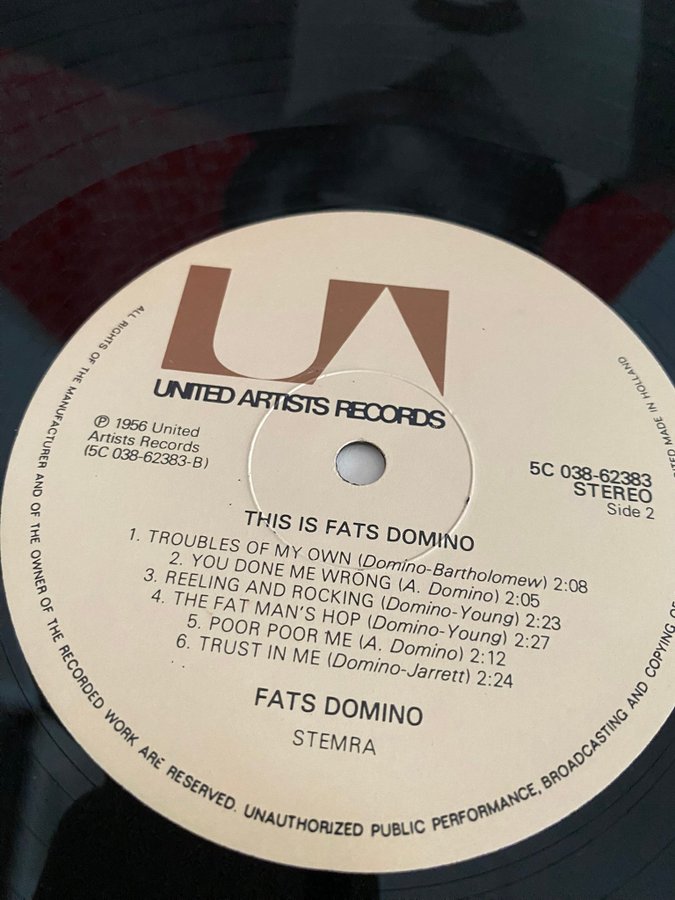 UA
UNITED ARTISTS RECORDS
℗ 1956 United
Artists Records
(5C 038-62383-B)
5C 038-62383
STEREO
Side 2
THIS IS FATS DOMINO
1. TROUBLES OF MY OWN (Domino-Bartholomew) 2:08
2. YOU DONE ME WRONG (A. Domino) 2:05
3. REELING AND ROCKING (Domino-Young) 2:23
4. THE FAT MAN'S HOP (Domino-Young) 2:27
5. POOR POOR ME (A. Domino) 2:12
6. TRUST IN ME (Domino-Jarrett) 2:24
FATS DOMINO
STEMRA
ALL RIGHTS OF THE MANUFACTURER AND OF THE OWNER OF THE RECORDED WORK ARE RESERVED. UNAUTHORIZED PUBLIC PERFORMANCE, BROADCASTING AND COPYING OF
MADE IN HOLLAND